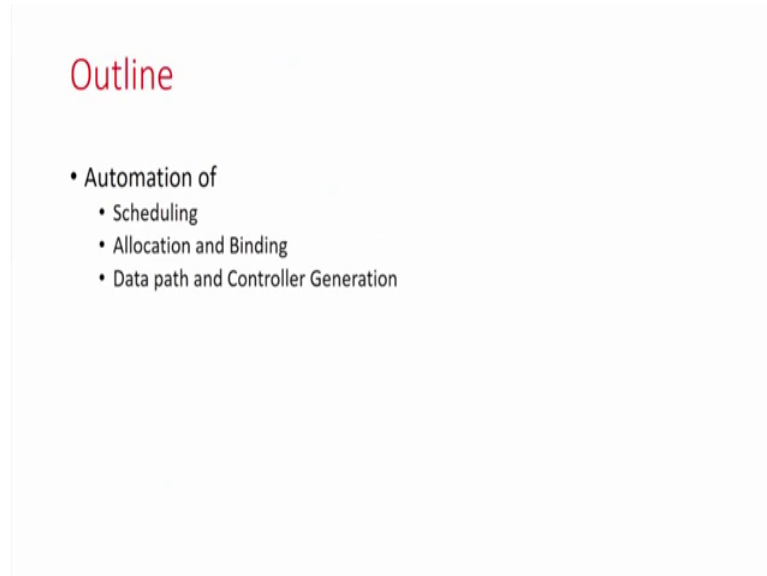 Outline
• Automation of
• Scheduling
• Allocation and Binding
• Data path and Controller Generation